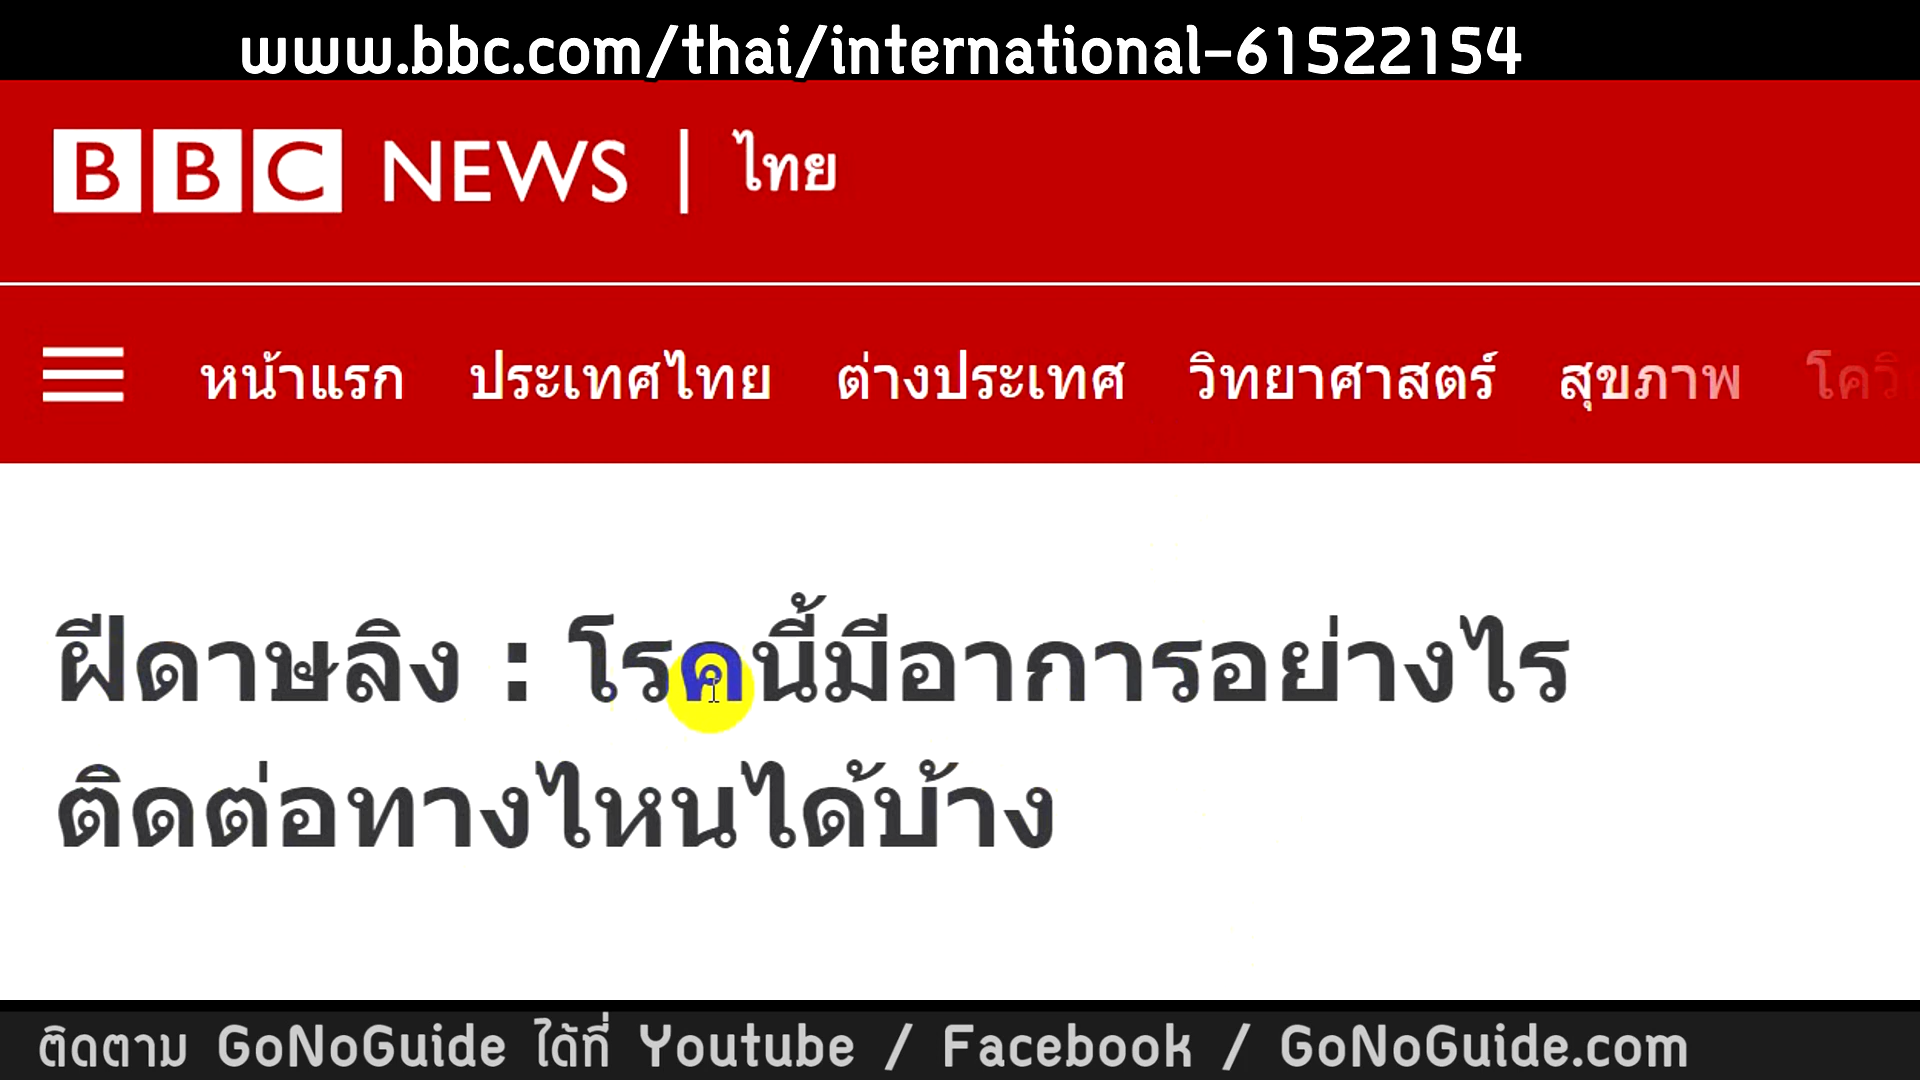 www.bbc.com/thai/international-61522154
BBC NEWS | ไทย
หน้าแรก ประเทศไทย ต่างประเทศ วิทยาศาสตร์ สุขภาพ
ฝีดาษลิง : โรคนี้มีอาการอย่างไร
ติดต่อทางไหนได้บ้าง
ติดตาม GoNoGuide ได้ที่ Youtube / Facebook / GoNoGuide.com